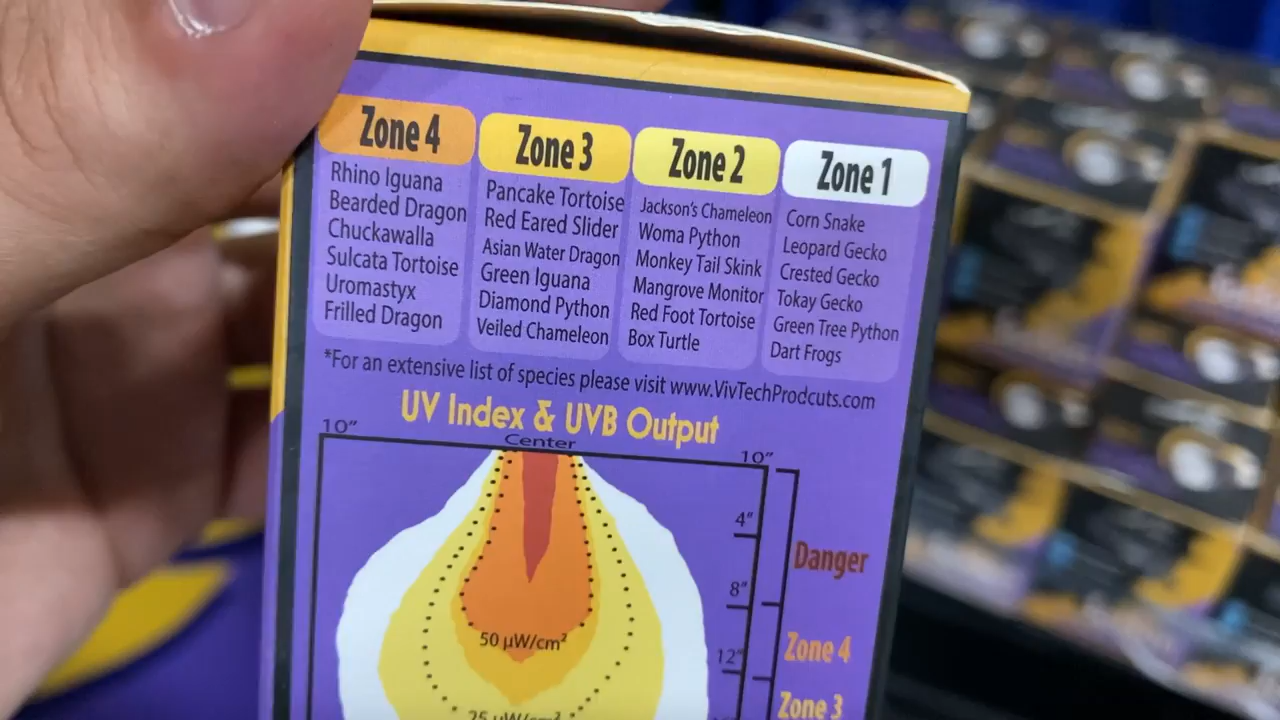 Zone 4
Rhino Iguana
Bearded Dragon
Chuckawalla
Sulcata Tortoise
Uromastyx
Frilled Dragon
Zone 3
Pancake Tortoise
Red Eared Slider
Asian Water Dragon
Green Iguana
Diamond Python
Veiled Chameleon
Zone 2
Jackson's Chameleon
Woma Python
Monkey Tail Skink
Mangrove Monitor
Red Foot Tortoise
Box Turtle
Zone 1
Corn Snake
Leopard Gecko
Crested Gecko
Tokay Gecko
Green Tree Python
Dart Frogs
*For an extensive list of species please visit www.VivTechProdcuts.com
UV Index & UVB Output
10"
Center
10"
4"
Danger
8"
50 µW/cm²
Zone 4
12"
Zone 3
25 µW/cm²